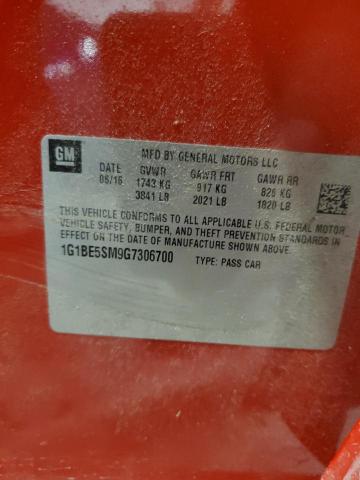 GM
MFD BY GENERAL MOTORS LLC
DATE GVWR GAWR FRT GAWR RR
06/16 1743 KG 917 KG 826 KG
3841 LB 2021 LB 1820 LB
THIS VEHICLE CONFORMS TO ALL APPLICABLE U.S. FEDERAL MOTOR
VEHICLE SAFETY, BUMPER, AND THEFT PREVENTION STANDARDS IN
EFFECT ON THE DATE OF MANUFACTURE SHOWN ABOVE.
1G1BE5SM9G7306700 TYPE: PASS CAR